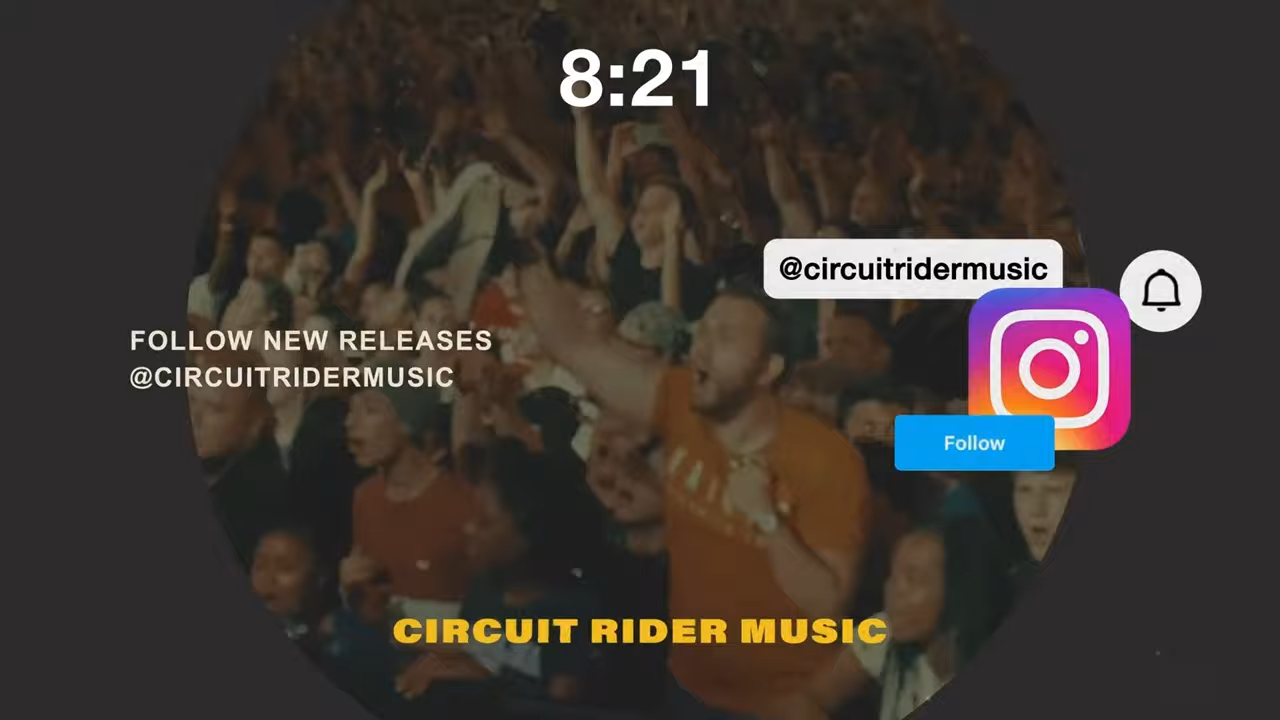 8:21
@circuitridermusic
FOLLOW NEW RELEASES
@CIRCUITRIDERMUSIC
Follow
CIRCUIT RIDER MUSIC